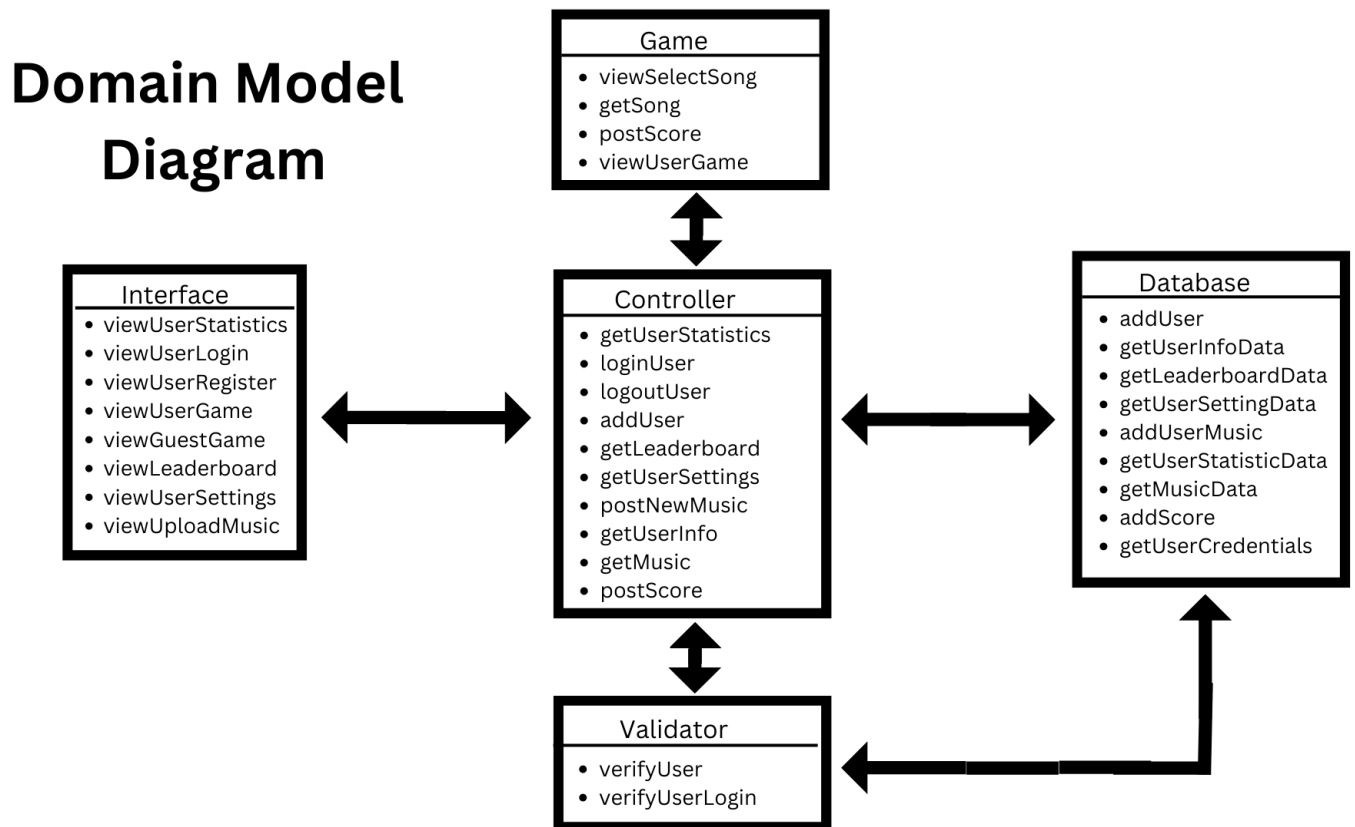 Domain Model
Diagram
Game
• viewSelectSong
• getSong
• postScore
• viewUserGame
Interface
• viewUserStatistics
• viewUserLogin
• viewUserRegister
• viewUserGame
• viewGuestGame
• viewLeaderboard
• viewUserSettings
• viewUploadMusic
Controller
• getUserStatistics
• loginUser
• logoutUser
• addUser
• getLeaderboard
• getUserSettings
• postNewMusic
• getUserInfo
• getMusic
• postScore
Database
• addUser
• getUserInfoData
• getLeaderboardData
• getUserSettingData
• addUserMusic
• getUserStatisticData
• getMusicData
• addScore
• getUserCredentials
Validator
• verifyUser
• verifyUserLogin